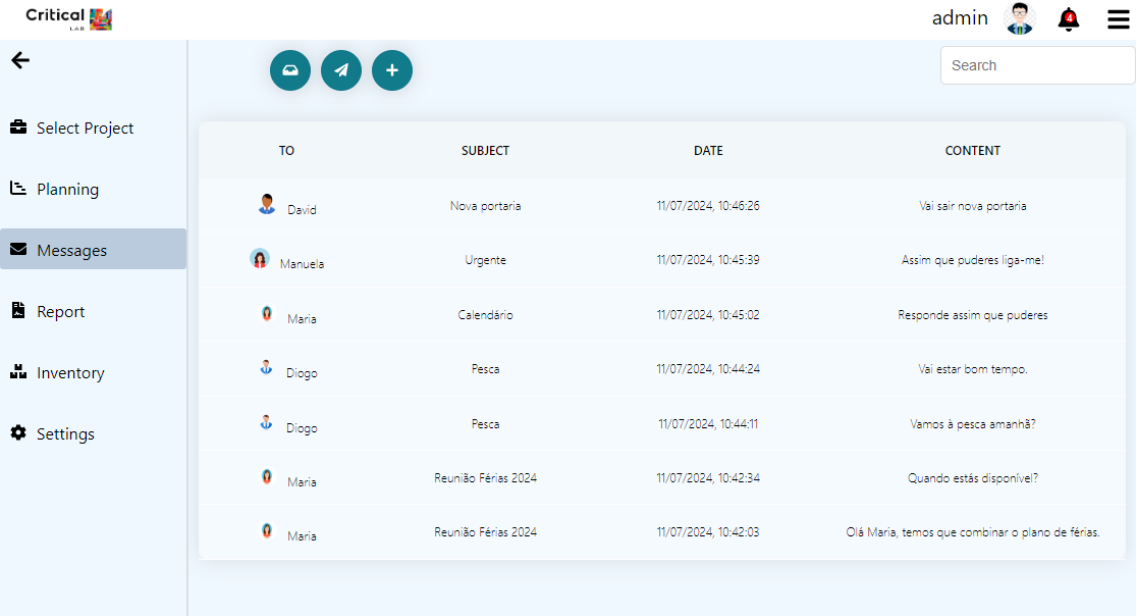 Critical
LAB
admin
4
Search
Select Project
Planning
Messages
Report
Inventory
Settings
TO SUBJECT DATE CONTENT
David Nova portaria 11/07/2024, 10:46:26 Vai sair nova portaria
Manuela Urgente 11/07/2024, 10:45:39 Assim que puderes liga-me!
Maria Calendário 11/07/2024, 10:45:02 Responde assim que puderes
Diogo Pesca 11/07/2024, 10:44:24 Vai estar bom tempo.
Diogo Pesca 11/07/2024, 10:44:11 Vamos à pesca amanhã?
Maria Reunião Férias 2024 11/07/2024, 10:42:34 Quando estás disponível?
Maria Reunião Férias 2024 11/07/2024, 10:42:03 Olá Maria, temos que combinar o plano de férias.